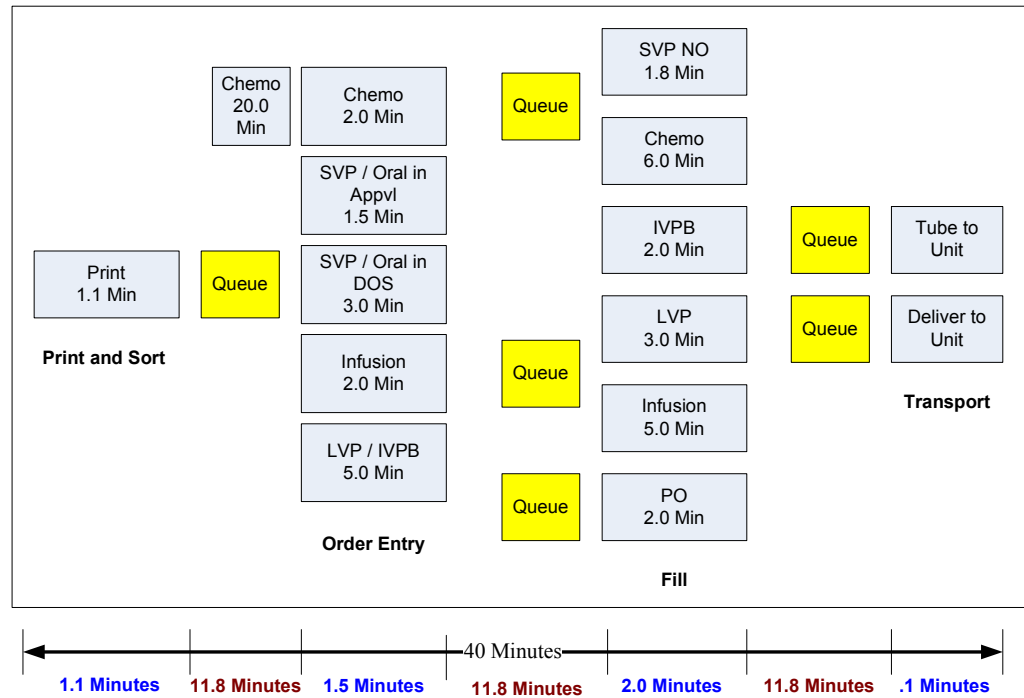 Print
1.1 Min
Print and Sort
Queue
Chemo
20.0
Min
Chemo
2.0 Min
SVP / Oral in
Appvl
1.5 Min
SVP / Oral in
DOS
3.0 Min
Infusion
2.0 Min
LVP / IVPB
5.0 Min
Order Entry
Queue
Queue
Queue
SVP NO
1.8 Min
Chemo
6.0 Min
IVPB
2.0 Min
LVP
3.0 Min
Infusion
5.0 Min
PO
2.0 Min
Fill
Queue
Queue
Tube to
Unit
Deliver to
Unit
Transport
40 Minutes
1.1 Minutes
11.8 Minutes
1.5 Minutes
11.8 Minutes
2.0 Minutes
11.8 Minutes
.1 Minutes